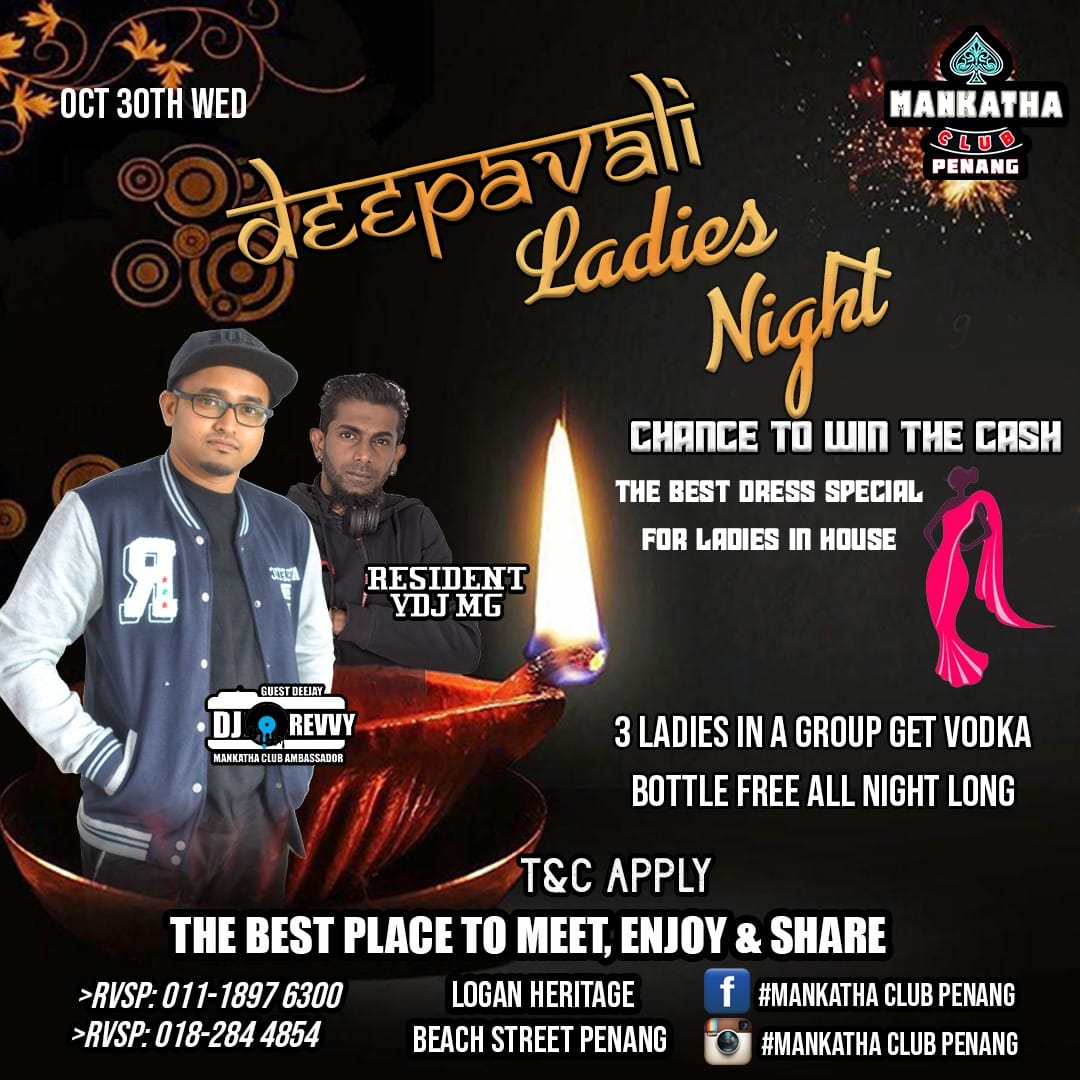 OCT 30TH WED
MANKATHA
CLUB
PENANG
DEEPAVALI
Ladies
Night
CHANCE TO WIN THE CASH
THE BEST DRESS SPECIAL
FOR LADIES IN HOUSE
RESIDENT
VDJ MG
GUEST DEEJAY
DJ REVVY
MANKATHA CLUB AMBASSADOR
3 LADIES IN A GROUP GET VODKA
BOTTLE FREE ALL NIGHT LONG
T&C APPLY
THE BEST PLACE TO MEET, ENJOY & SHARE
>RVSP: 011-1897 6300
>RVSP: 018-284 4854
LOGAN HERITAGE
BEACH STREET PENANG
f #MANKATHA CLUB PENANG
#MANKATHA CLUB PENANG